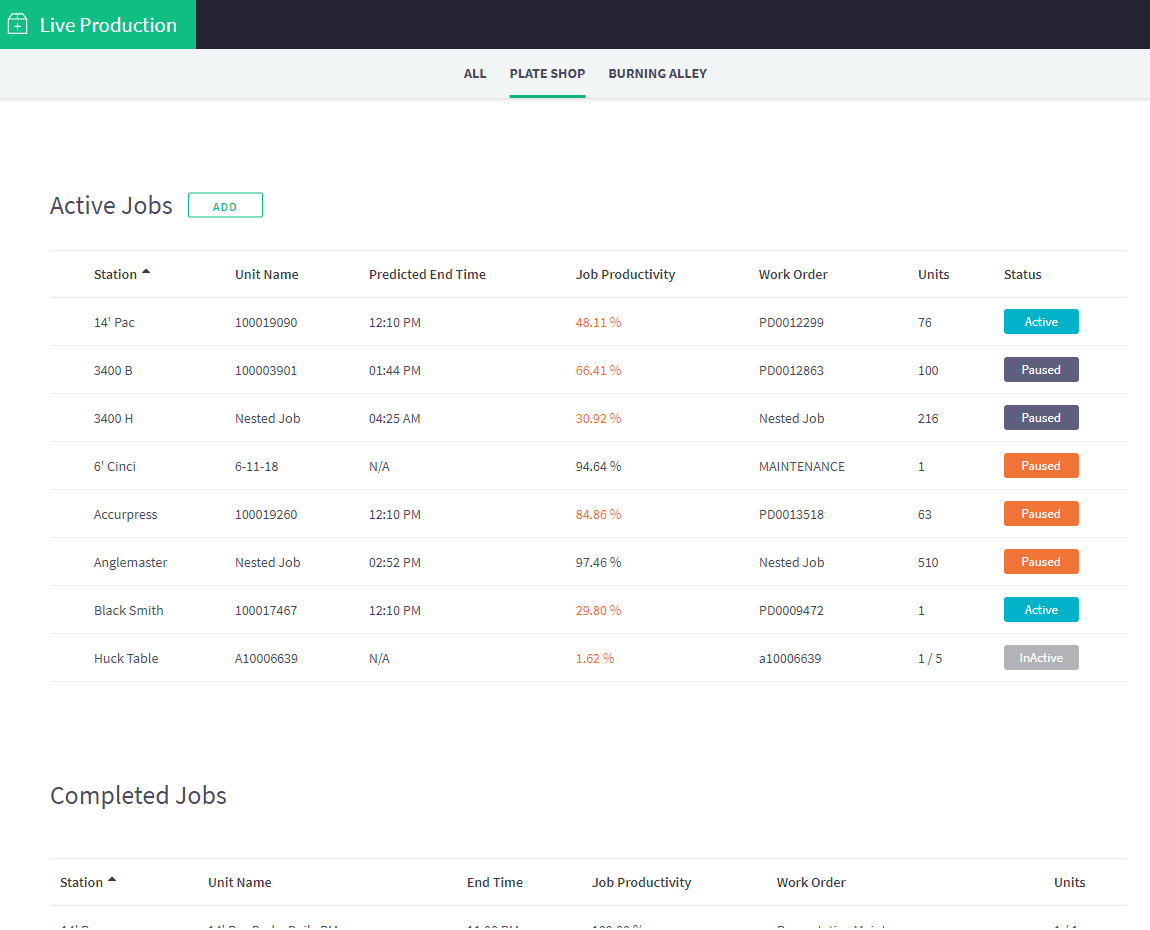 Live Production
ALL PLATE SHOP BURNING ALLEY
Active Jobs ADD
Station Unit Name Predicted End Time Job Productivity Work Order Units Status
14' Pac 100019090 12:10 PM 48.11 % PD0012299 76 Active
3400 B 100003901 01:44 PM 66.41 % PD0012863 100 Paused
3400 H Nested Job 04:25 AM 30.92 % Nested Job 216 Paused
6' Cinci 6-11-18 N/A 94.64 % MAINTENANCE 1 Paused
Accurpress 100019260 12:10 PM 84.86 % PD0013518 63 Paused
Anglemaster Nested Job 02:52 PM 97.46 % Nested Job 510 Paused
Black Smith 100017467 12:10 PM 29.80 % PD0009472 1 Active
Huck Table A10006639 N/A 1.62 % a10006639 1 / 5 InActive
Completed Jobs
Station Unit Name End Time Job Productivity Work Order Units